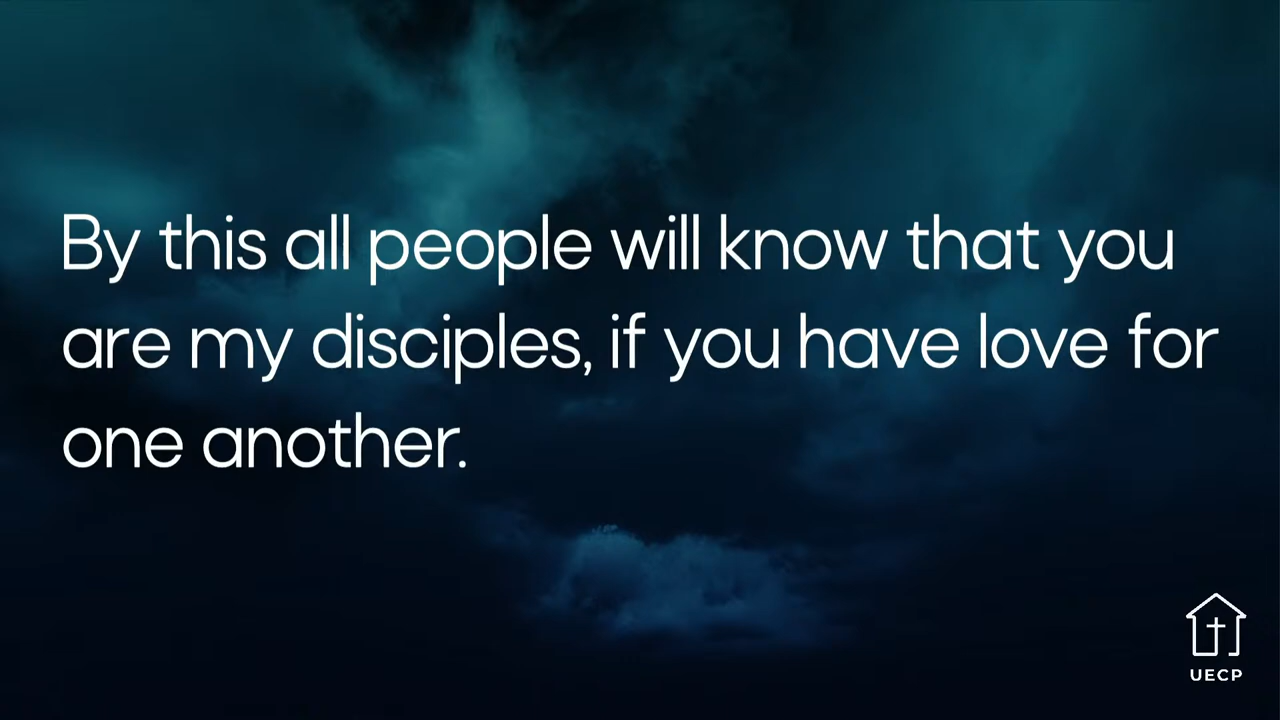 By this all people will know that you
are my disciples, if you have love for
one another.
UECP